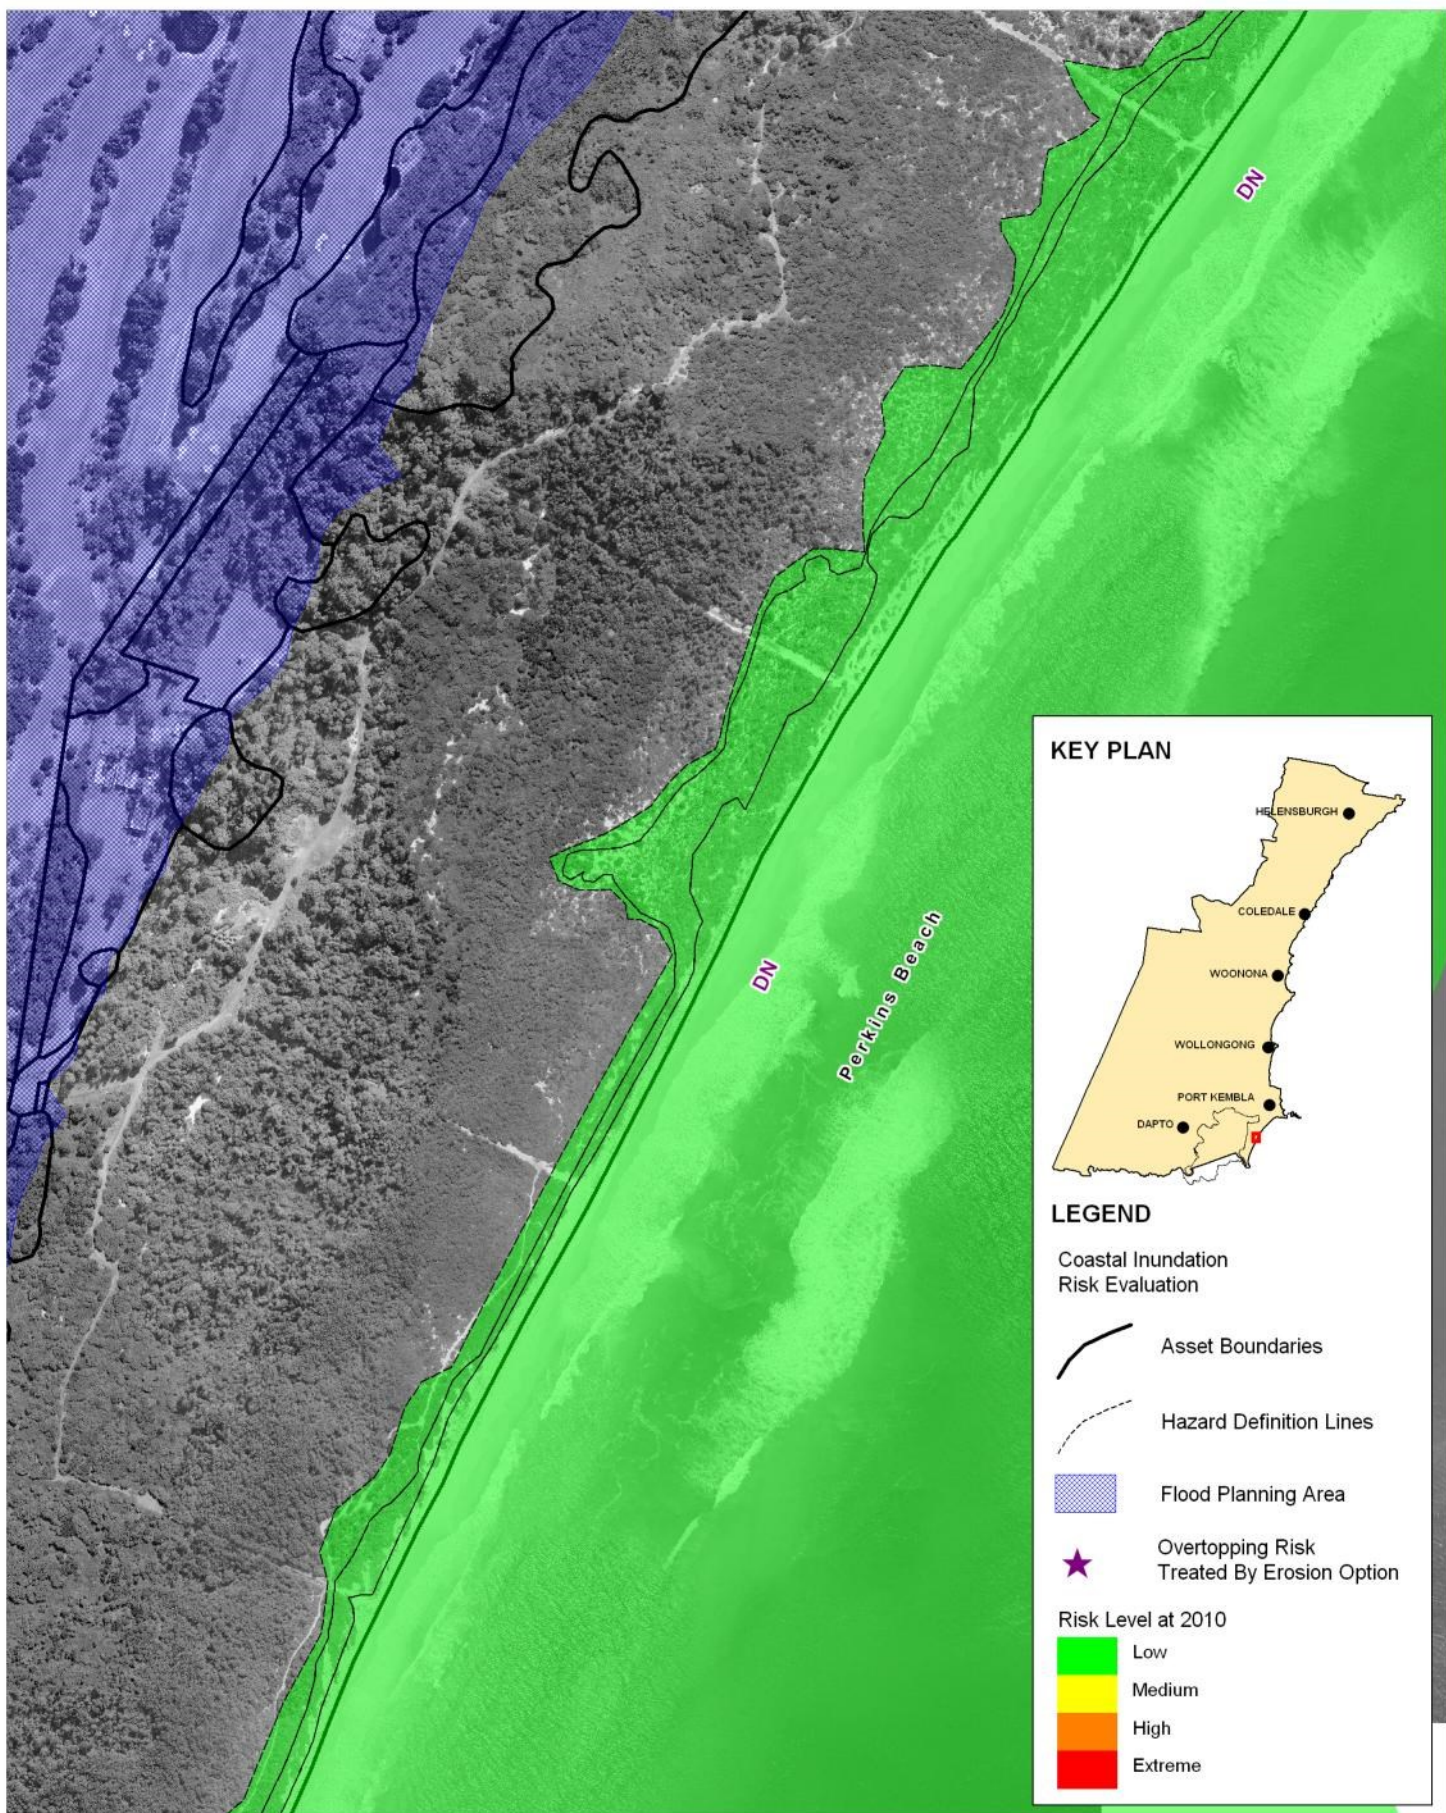 DN
DN
Perkins Beach
KEY PLAN
HELENSBURGH
COLEDALE
WOONONA
WOLLONGONG
PORT KEMBLA
DAPTO
LEGEND
Coastal Inundation
Risk Evaluation
Asset Boundaries
Hazard Definition Lines
Flood Planning Area
Overtopping Risk
Treated By Erosion Option
Risk Level at 2010
Low
Medium
High
Extreme